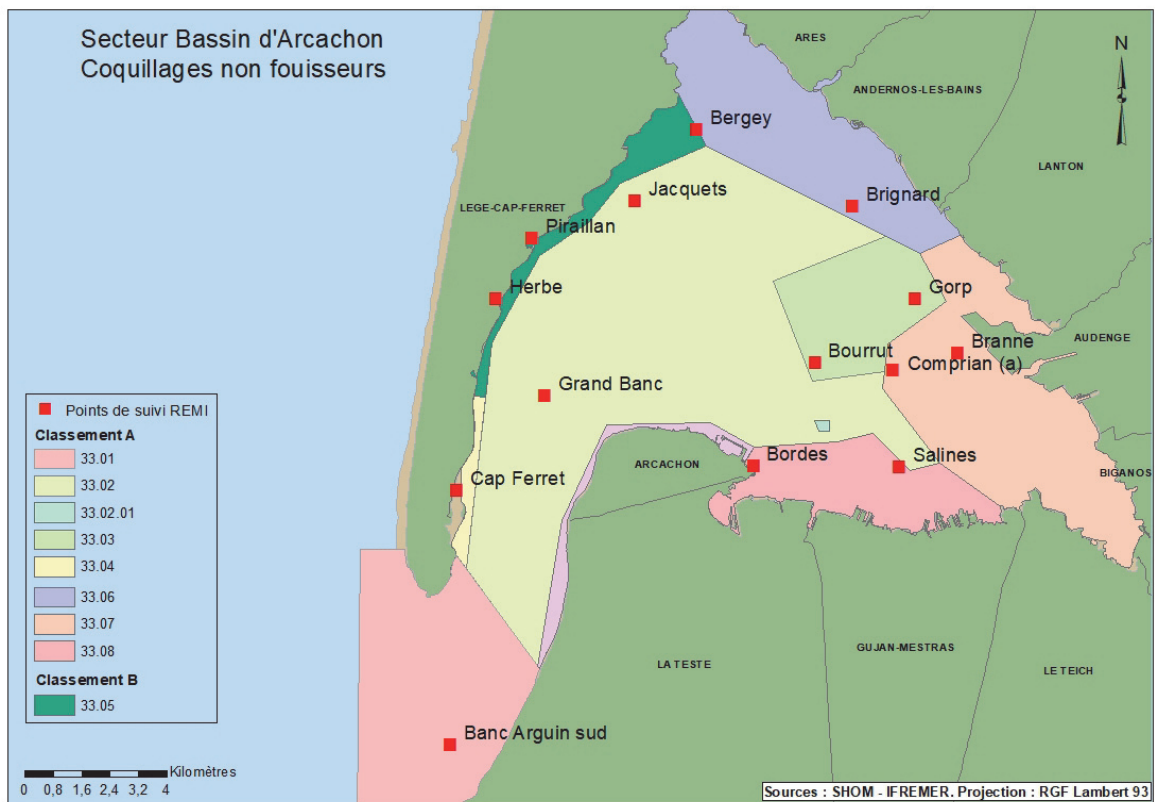 Secteur Bassin d'Arcachon
Coquillages non fouisseurs
ARES
N
ANDERNOS-LES-BAINS
Bergey
LANTON
Jacquets
Brignard
LEGE-CAP-FERRET
Piraillan
Herbe
Gorp
AUDENGE
Branne
Bourrut
Comprian (a)
Grand Banc
Points de suivi REMI
Classement A
33.01
33.02
33.02.01
33.03
33.04
33.06
33.07
33.08
Classement B
33.05
ARCACHON
Bordes
Salines
BIGANOS
Cap Ferret
LA TESTE
GUJAN-MESTRAS
LE TEICH
Banc Arguin sud
Kilomètres
0 0,8 1,6 2,4 3,2 4
Sources : SHOM - IFREMER. Projection : RGF Lambert 93